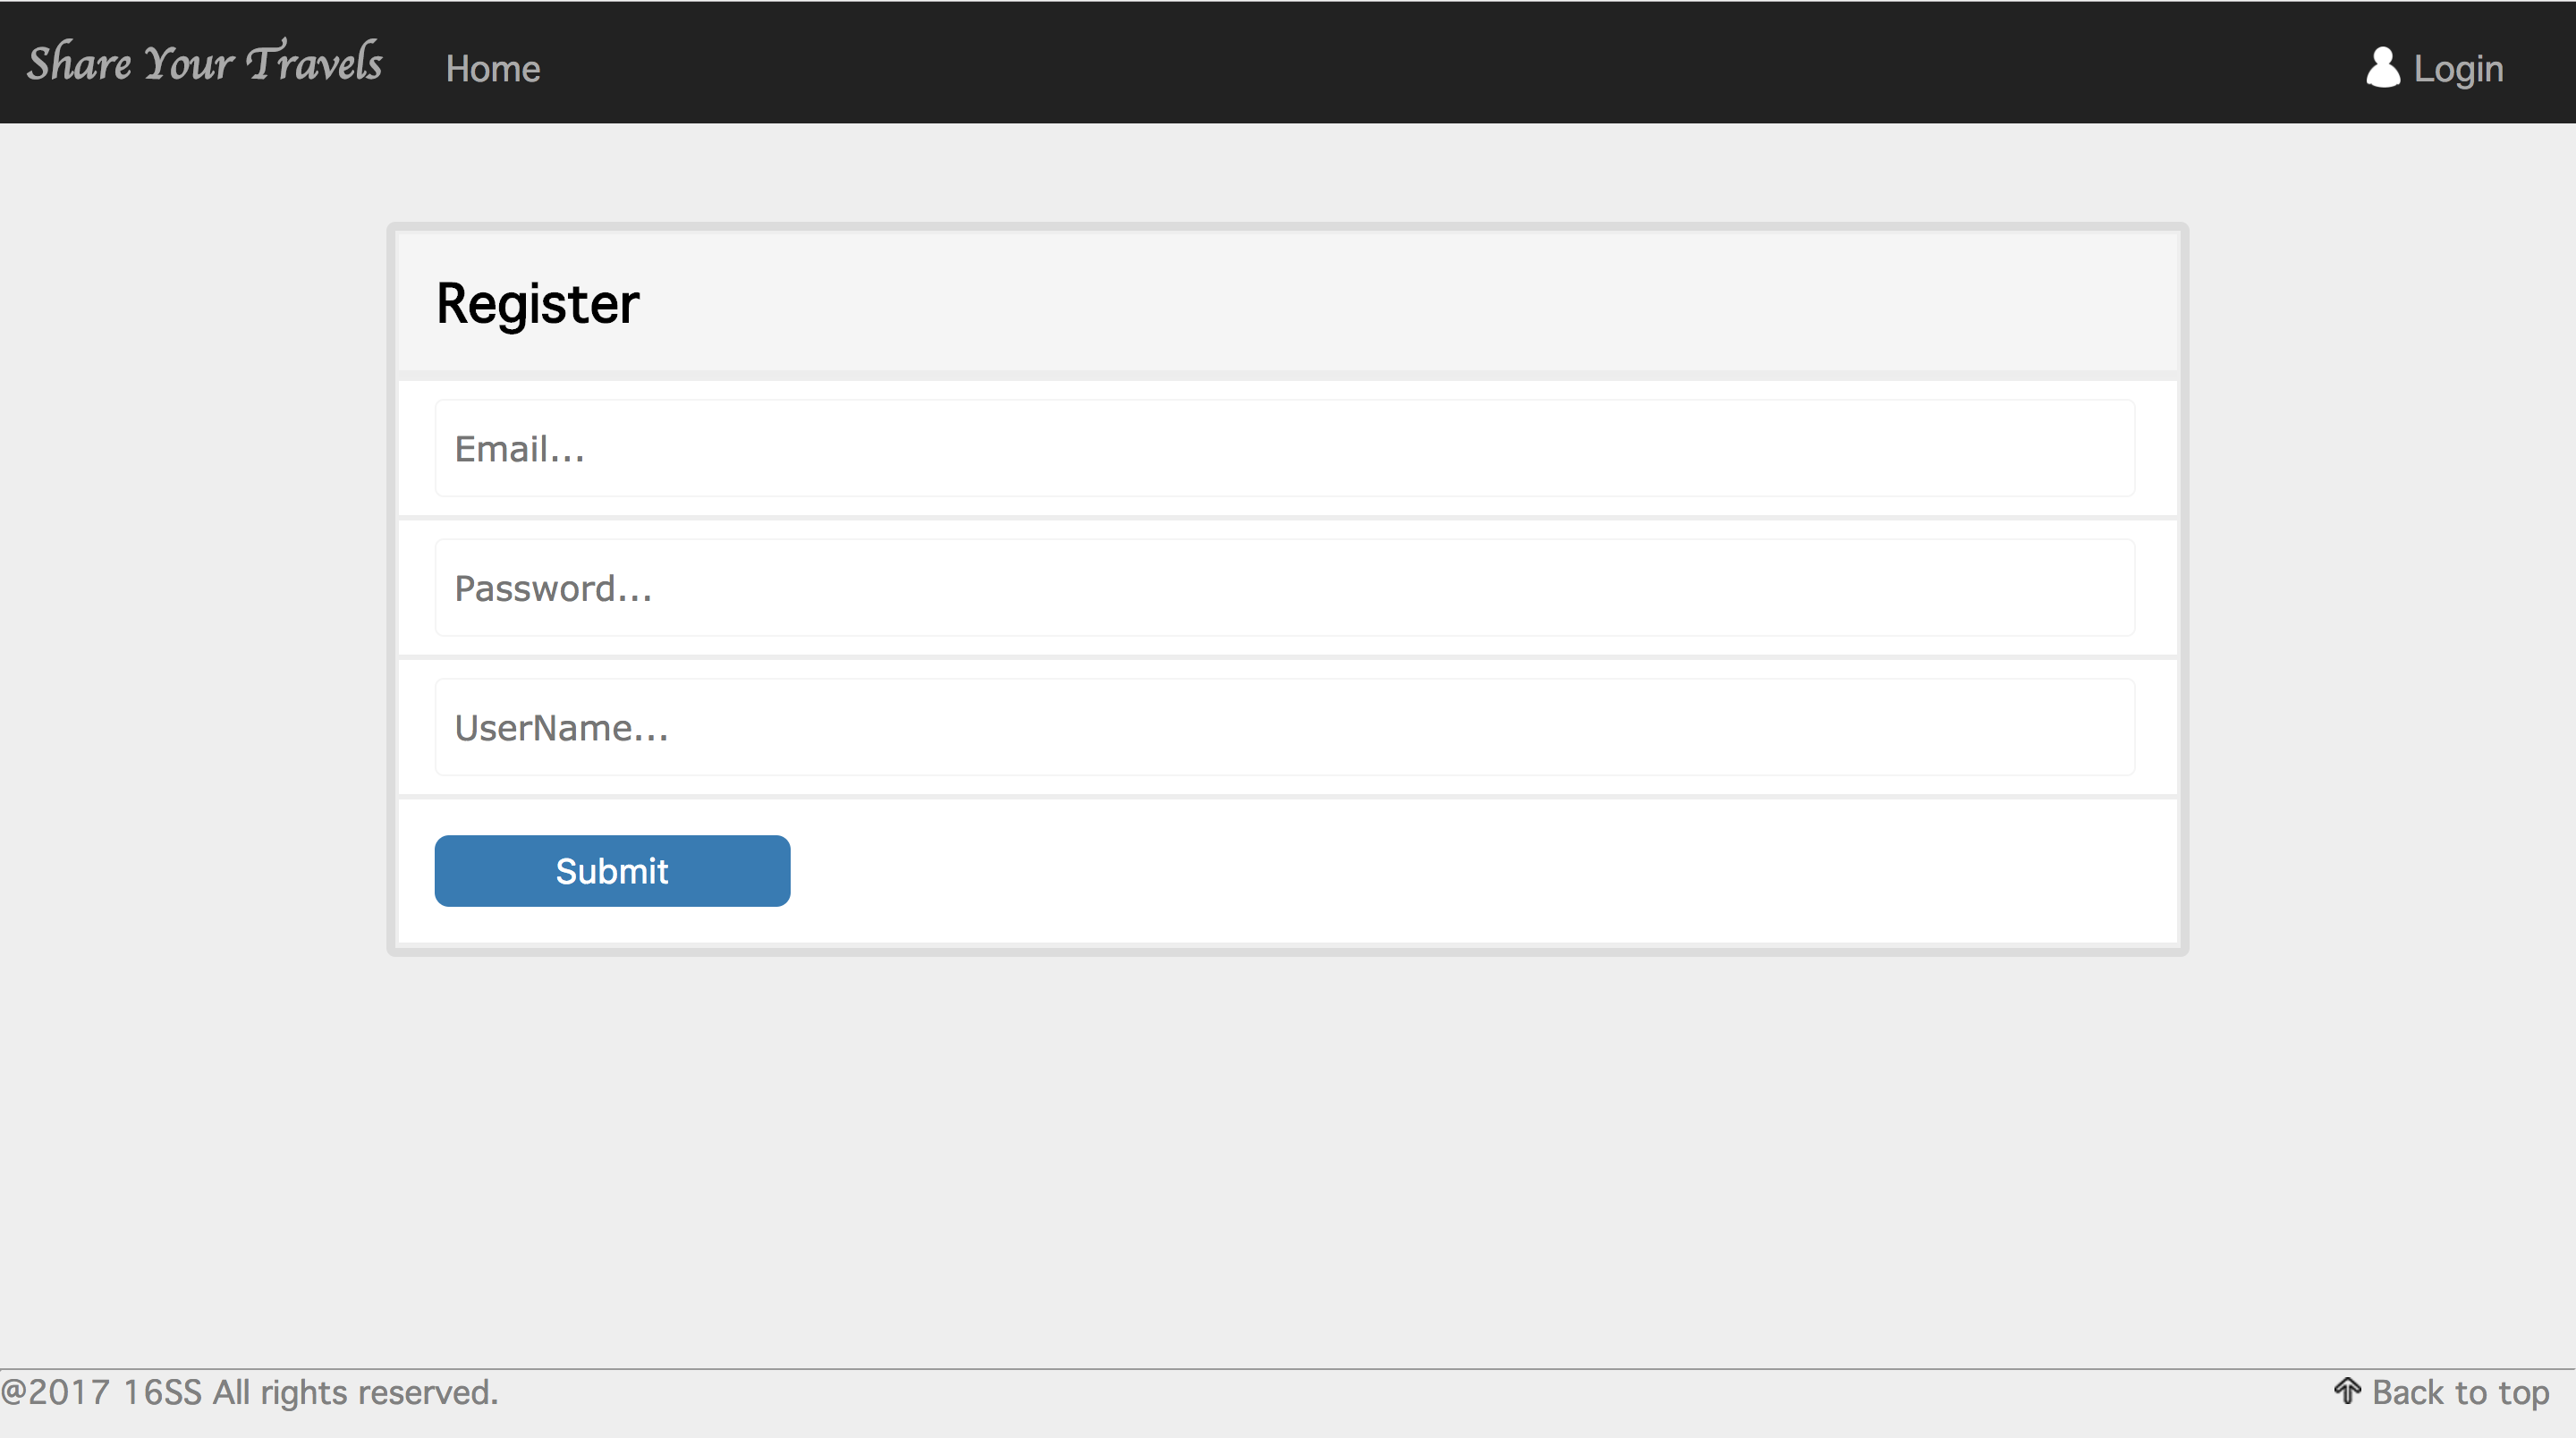 Share Your Travels Home Login
Register
Email...
Password...
UserName...
Submit
@2017 16SS All rights reserved. Back to top